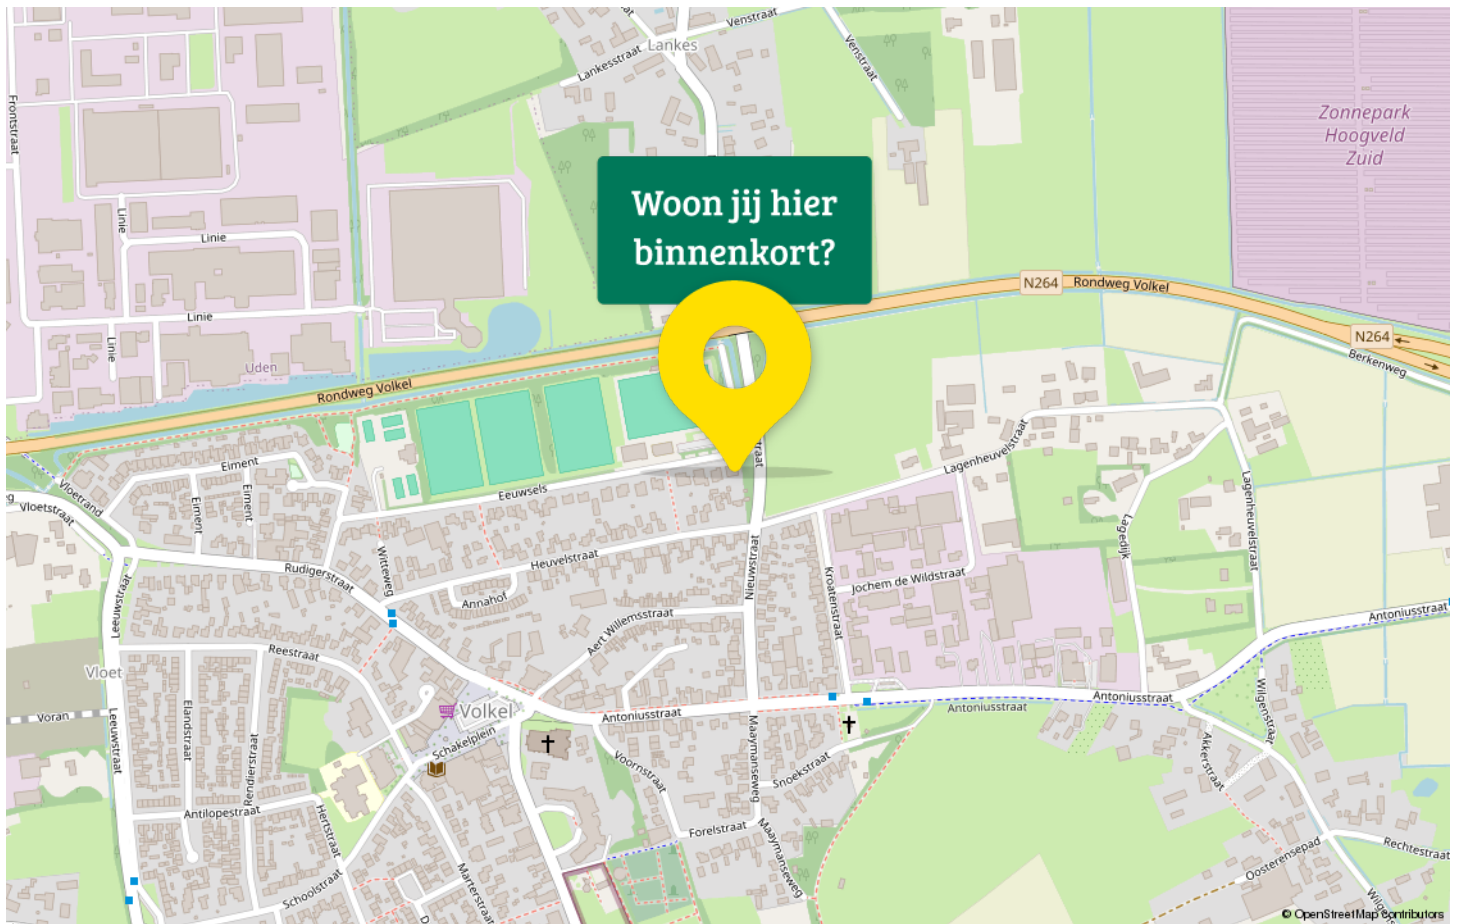 Lankes
Venstraat
Lankesstraat
Venstraat
Frontstraat
Zonnepark
Hoogveld
Zuid
Woon jij hier
binnenkort?
Linie
Linie
Linie
Linie
Uden
N264
Rondweg Volkel
N264
Berkenweg
Rondweg Volkel
traat
Lagenheuvelstraat
Eiment
Eiment
Eiment
Vloetrand
Vloetstraat
eg
Eeuwsels
Lagedijk
Lagenheuvelstraat
Witteweg
Heuvelstraat
Nieuwstraat
Rudigerstraat
Annahof
Kroatenstraat
Jochem de Wildstraat
Leeuwstraat
Aert Willemsstraat
Antoniusstraat
Reestraat
Vloet
Voran
Elandstraat
Leeuwstraat
Rendierstraat
Volkel
Schakelplein
Antoniusstraat
Antoniusstraat
Antoniusstraat
Maaymanseweg
Voornstraat
Snoekstraat
Wilgenstraat
Akkerstraat
Antilopestraat
Hertstraat
Forelstraat
Maaymanseweg
Schoolstraat
Marterstraat
D
Oosterensepad
Rechtestraat
Wilg
© OpenStreetMap contributors